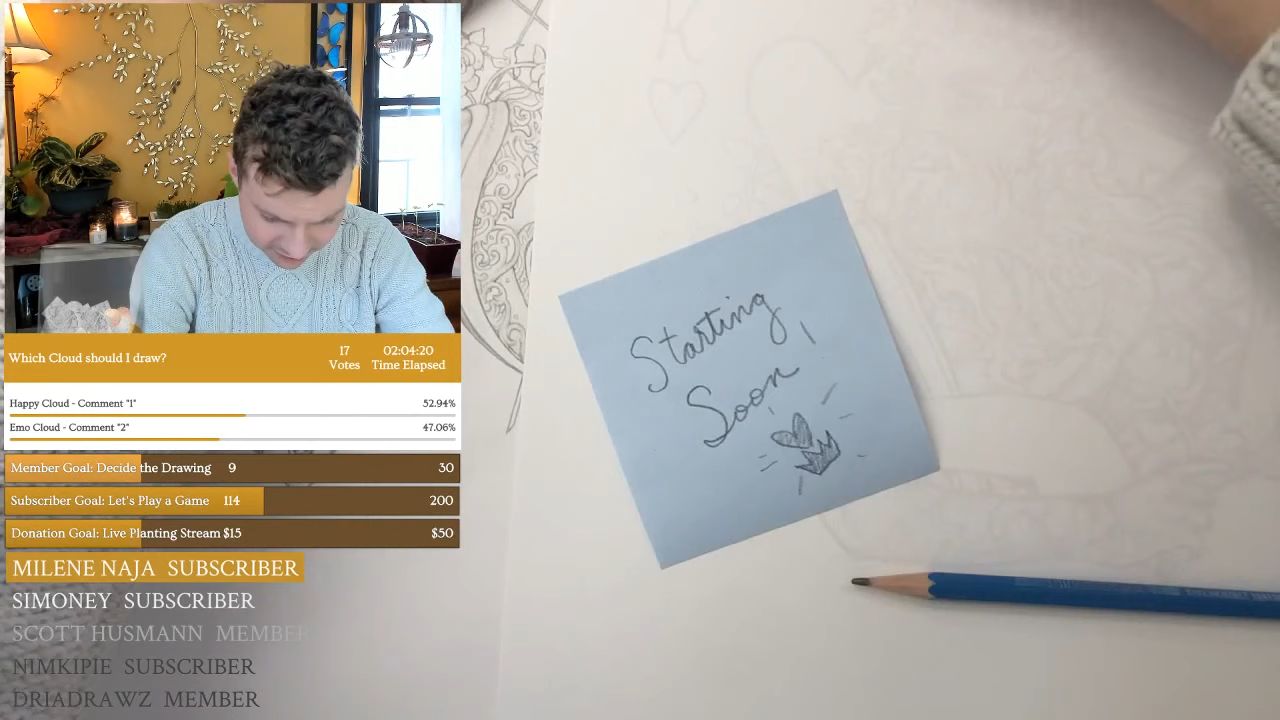 K
Starting
Soon
Which Cloud should I draw?
17
Votes
02:04:20
Time Elapsed
Happy Cloud - Comment "1" 52.94%
Emo Cloud - Comment "2" 47.06%
Member Goal: Decide the Drawing 9 30
Subscriber Goal: Let's Play a Game 114 200
Donation Goal: Live Planting Stream $15 $50
MILENE NAJA SUBSCRIBER
SIMONEY SUBSCRIBER
SCOTT HUSMANN MEMBER
NIMKIPIE SUBSCRIBER
DRIADRAWZ MEMBER